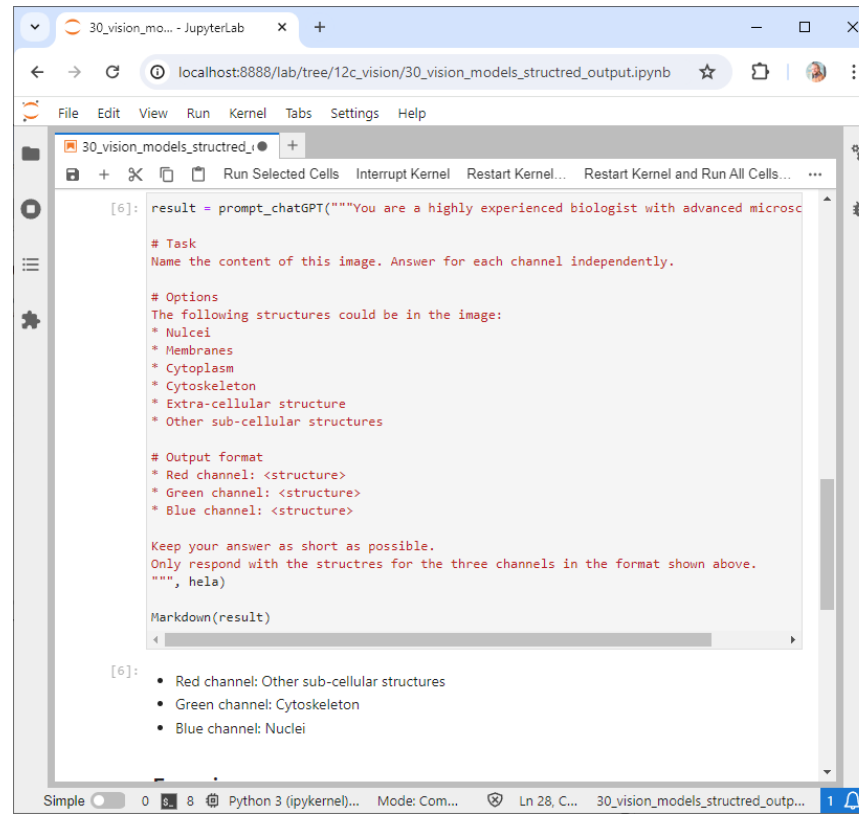 30_vision_mo... - JupyterLab
localhost:8888/lab/tree/12c_vision/30_vision_models_structred_output.ipynb
File Edit View Run Kernel Tabs Settings Help
30_vision_models_structred_
Run Selected Cells Interrupt Kernel Restart Kernel... Restart Kernel and Run All Cells...
[6]: result = prompt_chatGPT("""You are a highly experienced biologist with advanced microsc
# Task
Name the content of this image. Answer for each channel independently.
# Options
The following structures could be in the image:
* Nulcei
* Membranes
* Cytoplasm
* Cytoskeleton
* Extra-cellular structure
* Other sub-cellular structures
# Output format
* Red channel: <structure>
* Green channel: <structure>
* Blue channel: <structure>
Keep your answer as short as possible.
Only respond with the structres for the three channels in the format shown above.
""", hela)
Markdown(result)
[6]:
• Red channel: Other sub-cellular structures
• Green channel: Cytoskeleton
• Blue channel: Nuclei
Simple 0 8 Python 3 (ipykernel)... Mode: Com... Ln 28, C... 30_vision_models_structred_outp... 1